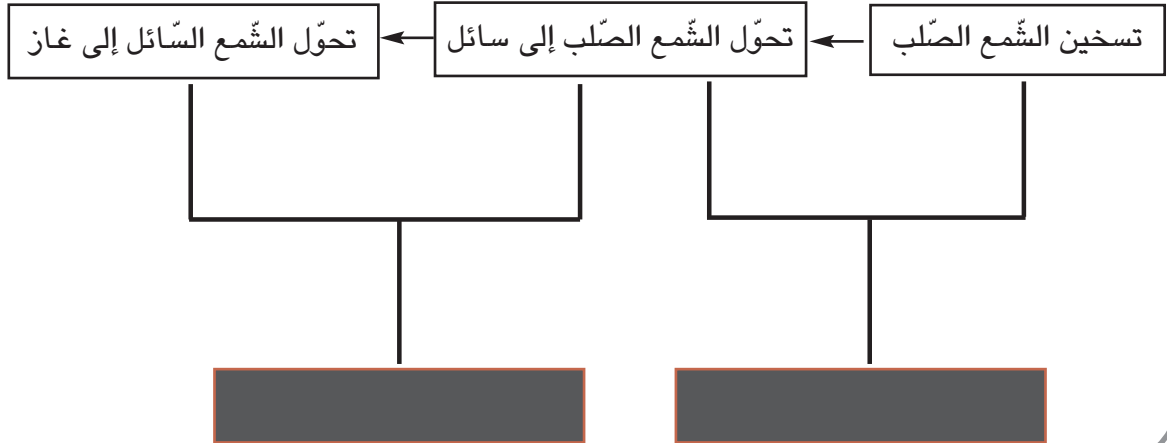 تسخين الشّمع الصّلب
تحوّل الشّمع الصّلب إلى سائل
تحوّل الشّمع السّائل إلى غاز